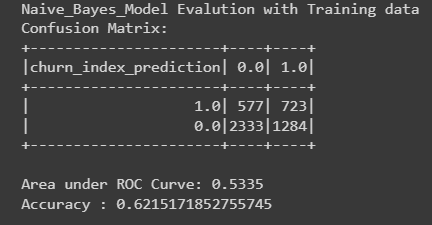 Naive_Bayes_Model Evalution with Training data
Confusion Matrix:
+----------------------+----+----+
|churn_index_prediction| 0.0| 1.0|
+----------------------+----+----+
|                   1.0| 577| 723|
|                   0.0|2333|1284|
+----------------------+----+----+
Area under ROC Curve: 0.5335
Accuracy : 0.6215171852755745